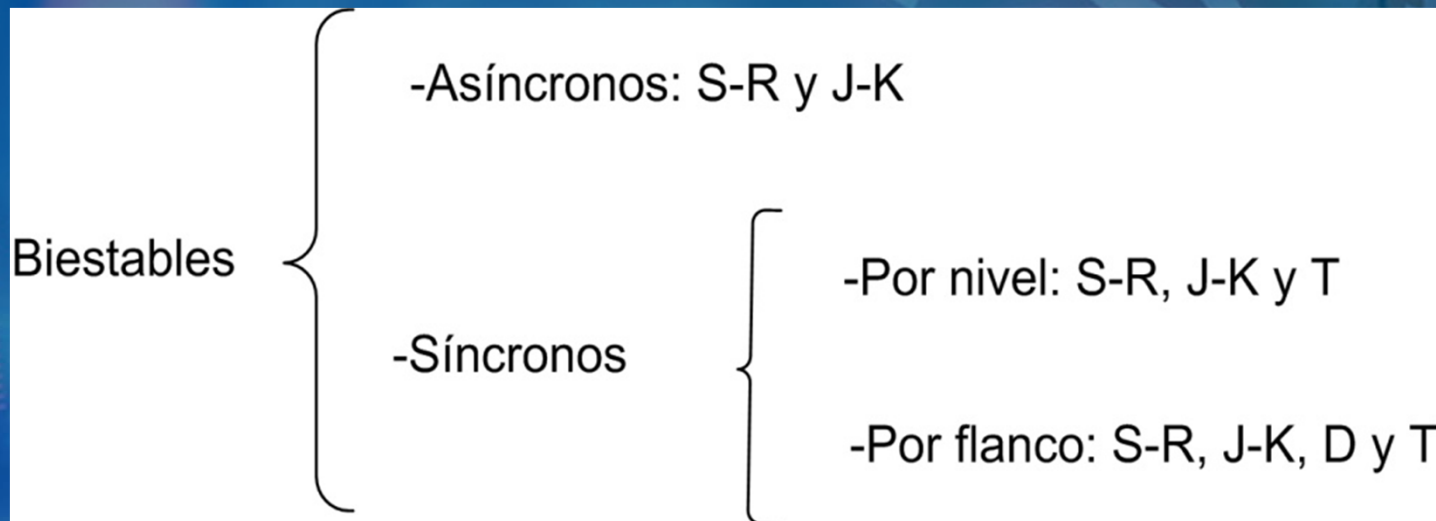 -Asíncronos: S-R y J-K
Biestables
-Por nivel: S-R, J-K y T
-Síncronos
-Por flanco: S-R, J-K, D y T